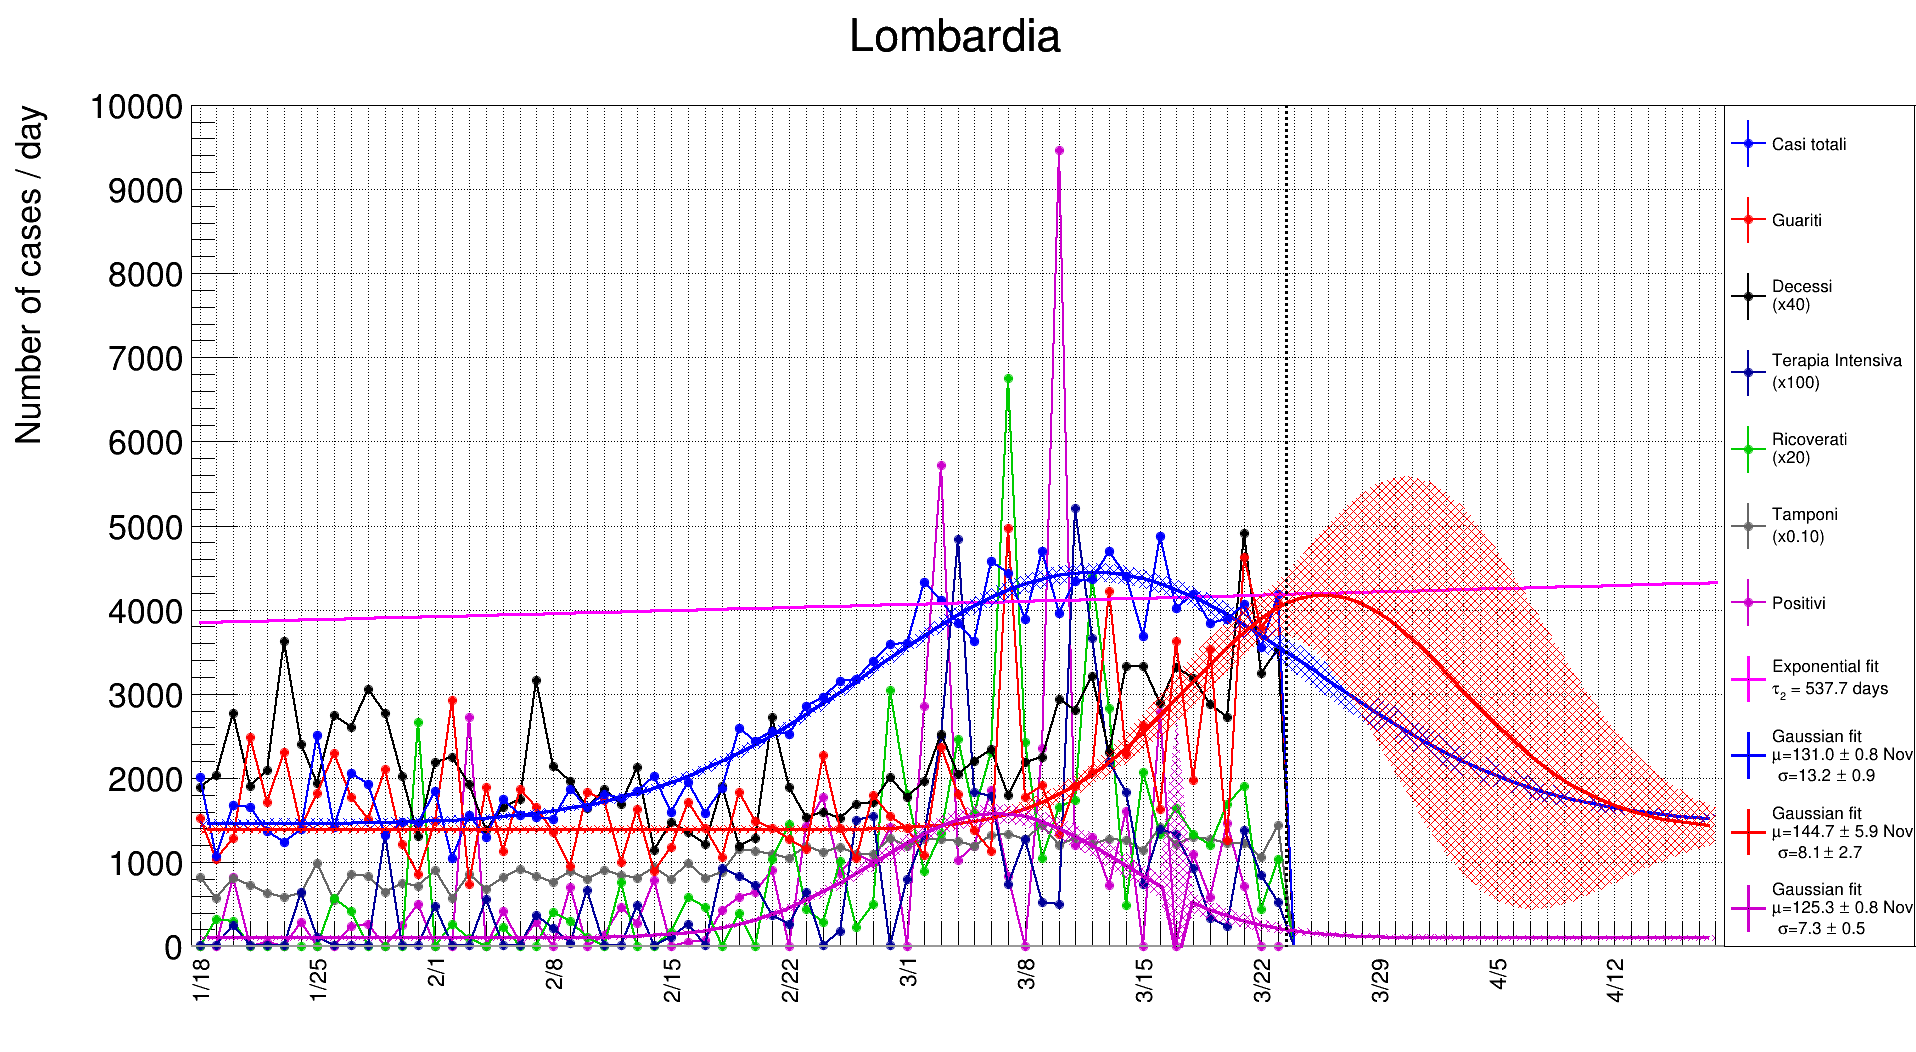 Lombardia
Number of cases / day
10000
9000
8000
7000
6000
5000
4000
3000
2000
1000
0
1/18
1/25
2/1
2/8
2/15
2/22
3/1
3/8
3/15
3/22
3/29
4/5
4/12
Casi totali
Guariti
Decessi
(x40)
Terapia Intensiva
(x100)
Ricoverati
(x20)
Tamponi
(x0.10)
Positivi
Exponential fit
τ2 = 537.7 days
Gaussian fit
μ=131.0 ± 0.8 Nov
σ=13.2 ± 0.9
Gaussian fit
μ=144.7 ± 5.9 Nov
σ=8.1 ± 2.7
Gaussian fit
μ=125.3 ± 0.8 Nov
σ=7.3 ± 0.5